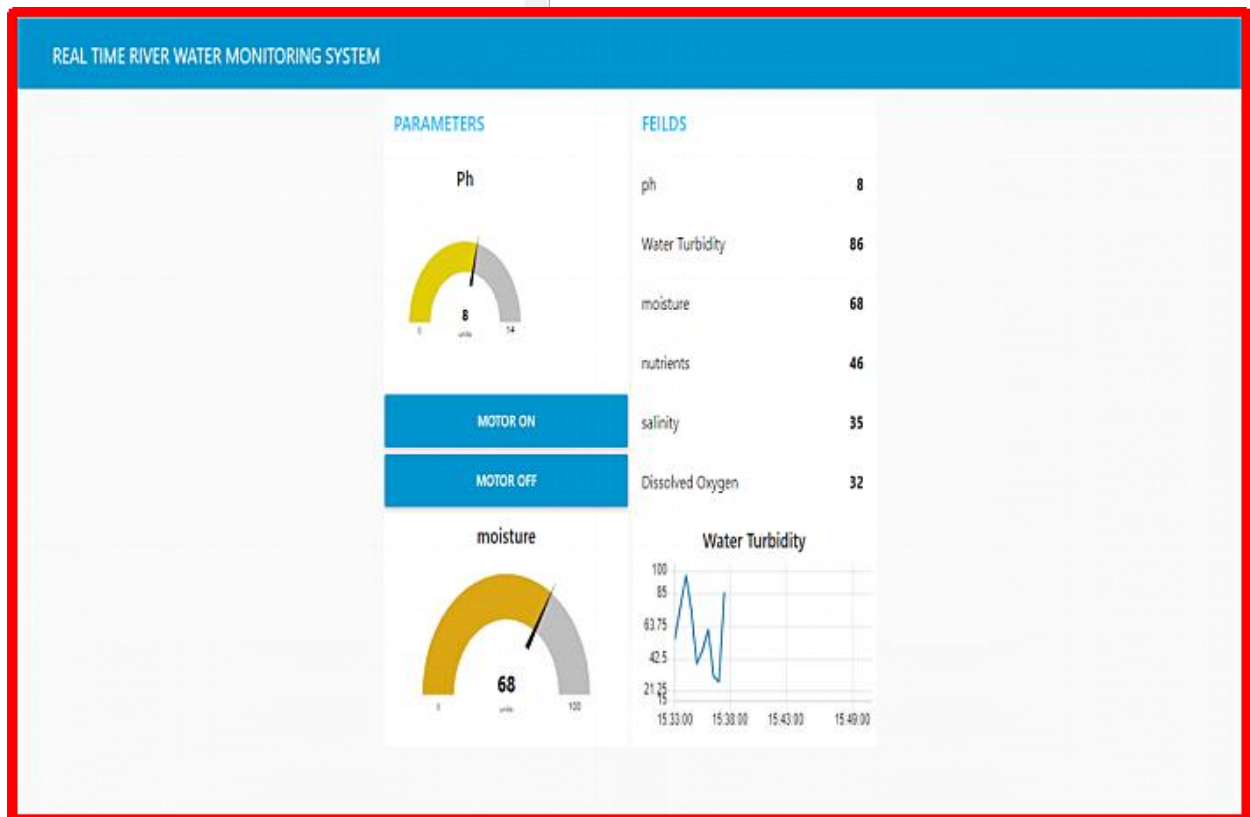 REAL TIME RIVER WATER MONITORING SYSTEM
PARAMETERS
Ph
8
0
14
units
MOTOR ON
MOTOR OFF
moisture
68
0
100
units
FEILDS
ph 8
Water Turbidity 86
moisture 68
nutrients 46
salinity 35
Dissolved Oxygen 32
Water Turbidity
100
85
63.75
42.5
21.25
15
15:33:00 15:38:00 15:43:00 15:49:00